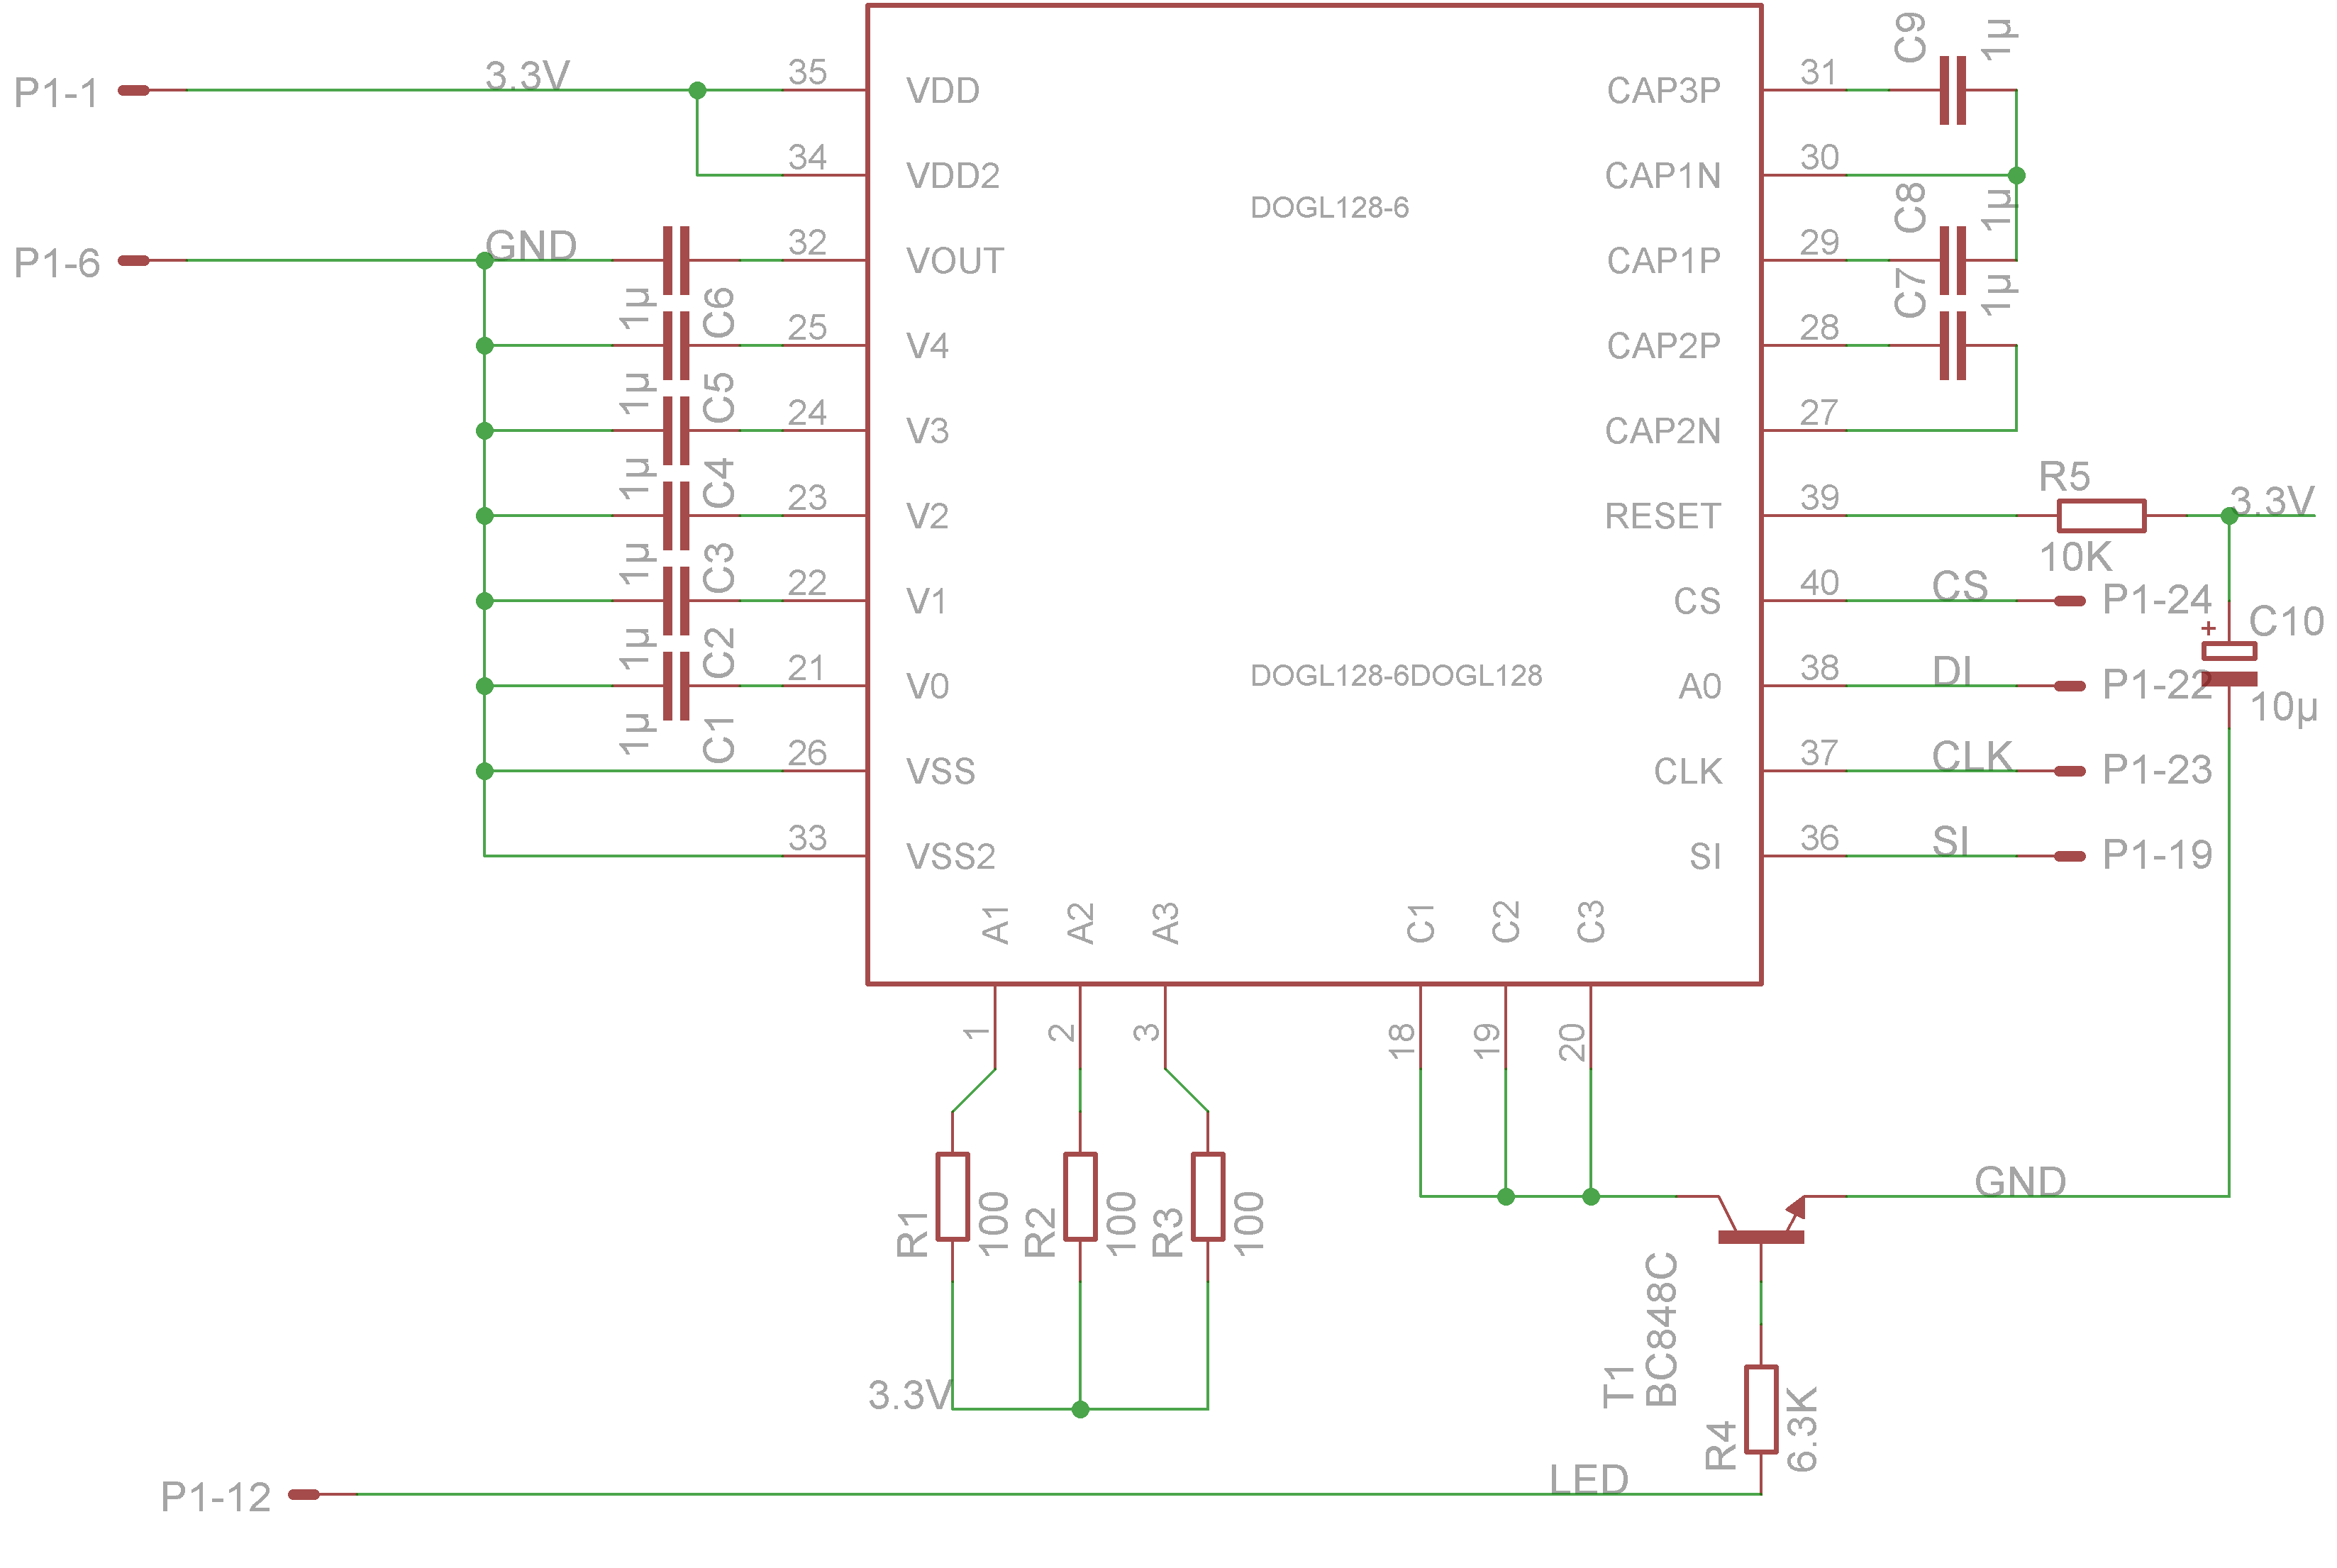 P1-1
3.3V
35
VDD
34
VDD2
P1-6
GND
32
VOUT
1µ
C6
25
V4
1µ
C5
24
V3
1µ
C4
23
V2
1µ
C3
22
V1
1µ
C2
21
V0
1µ
C1
26
VSS
33
VSS2
DOGL128-6
DOGL128-6DOGL128
CAP3P
31
C9
1µ
CAP1N
30
CAP1P
29
C8
1µ
CAP2P
28
C7
1µ
CAP2N
27
RESET
39
R5
10K
3.3V
CS
40
CS
P1-24
C10
+
10µ
A0
38
DI
P1-22
CLK
37
CLK
P1-23
SI
36
SI
P1-19
A1
A2
A3
C1
C2
C3
1
2
3
18
19
20
R1
100
R2
100
R3
100
3.3V
GND
T1
BC848C
R4
6.3K
P1-12
LED